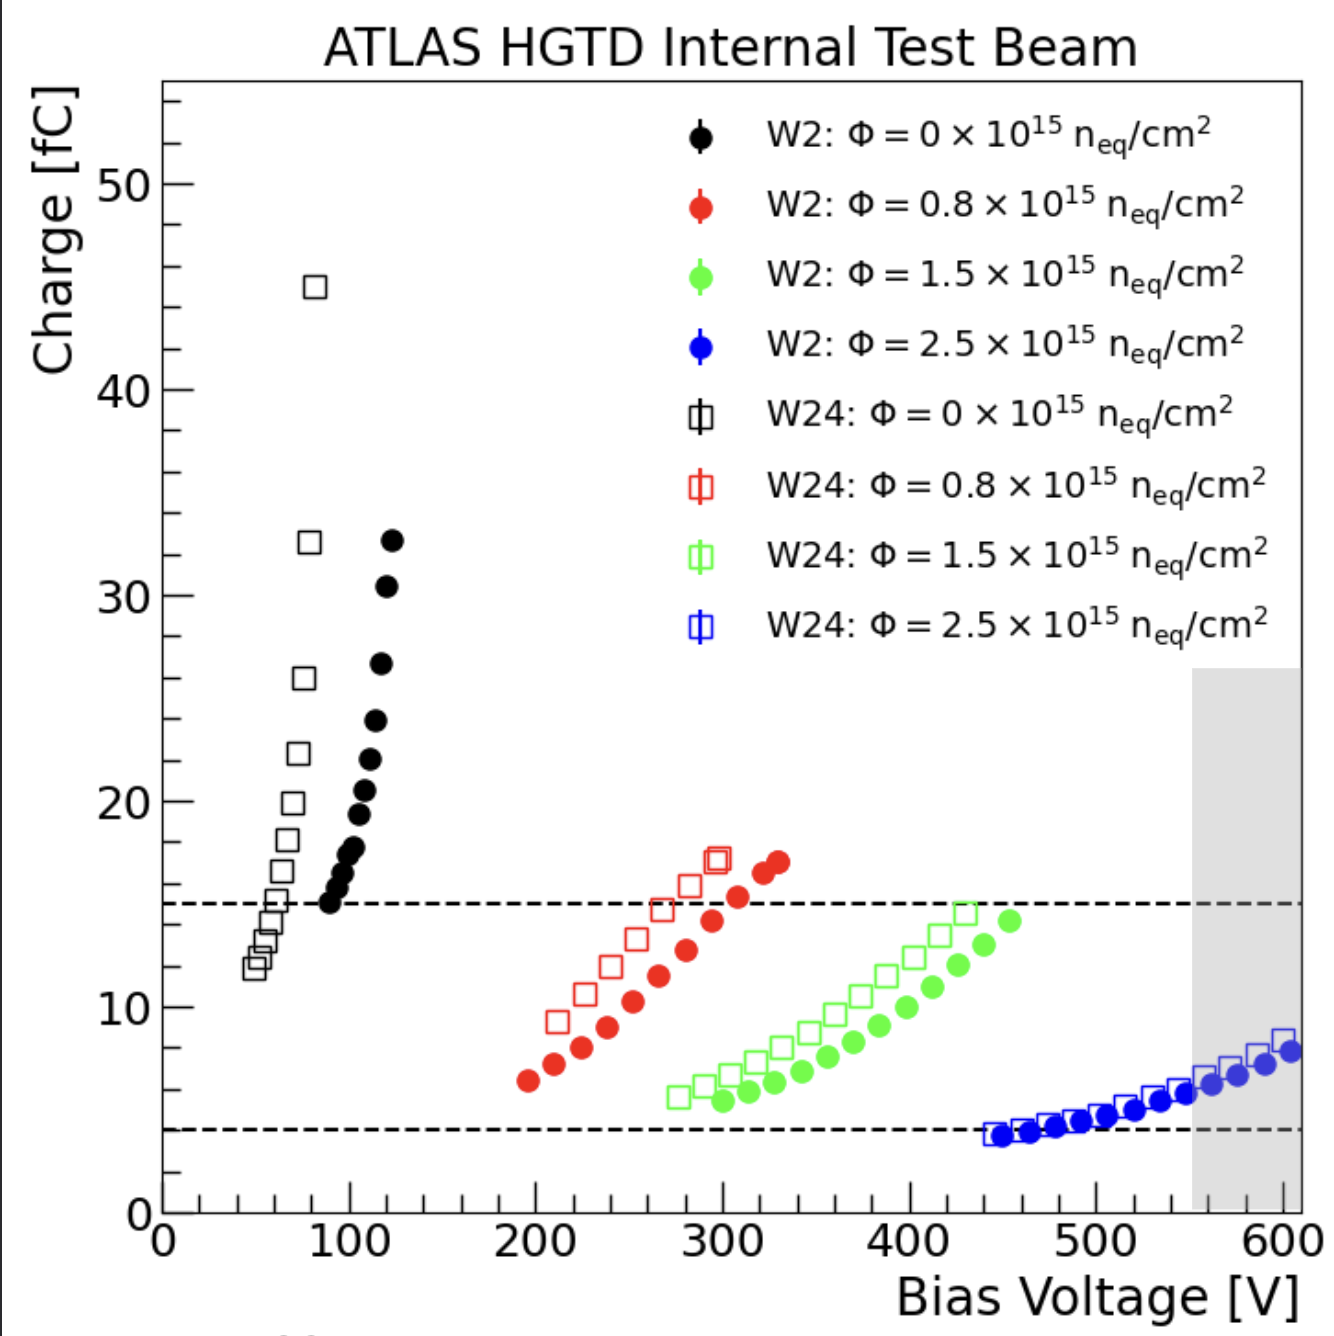 ATLAS HGTD Internal Test Beam
Charge [fC]
50
40
30
20
10
0
W2: Φ = 0 × 10¹⁵ n_eq/cm²
W2: Φ = 0.8 × 10¹⁵ n_eq/cm²
W2: Φ = 1.5 × 10¹⁵ n_eq/cm²
W2: Φ = 2.5 × 10¹⁵ n_eq/cm²
W24: Φ = 0 × 10¹⁵ n_eq/cm²
W24: Φ = 0.8 × 10¹⁵ n_eq/cm²
W24: Φ = 1.5 × 10¹⁵ n_eq/cm²
W24: Φ = 2.5 × 10¹⁵ n_eq/cm²
0 100 200 300 400 500 600
Bias Voltage [V]